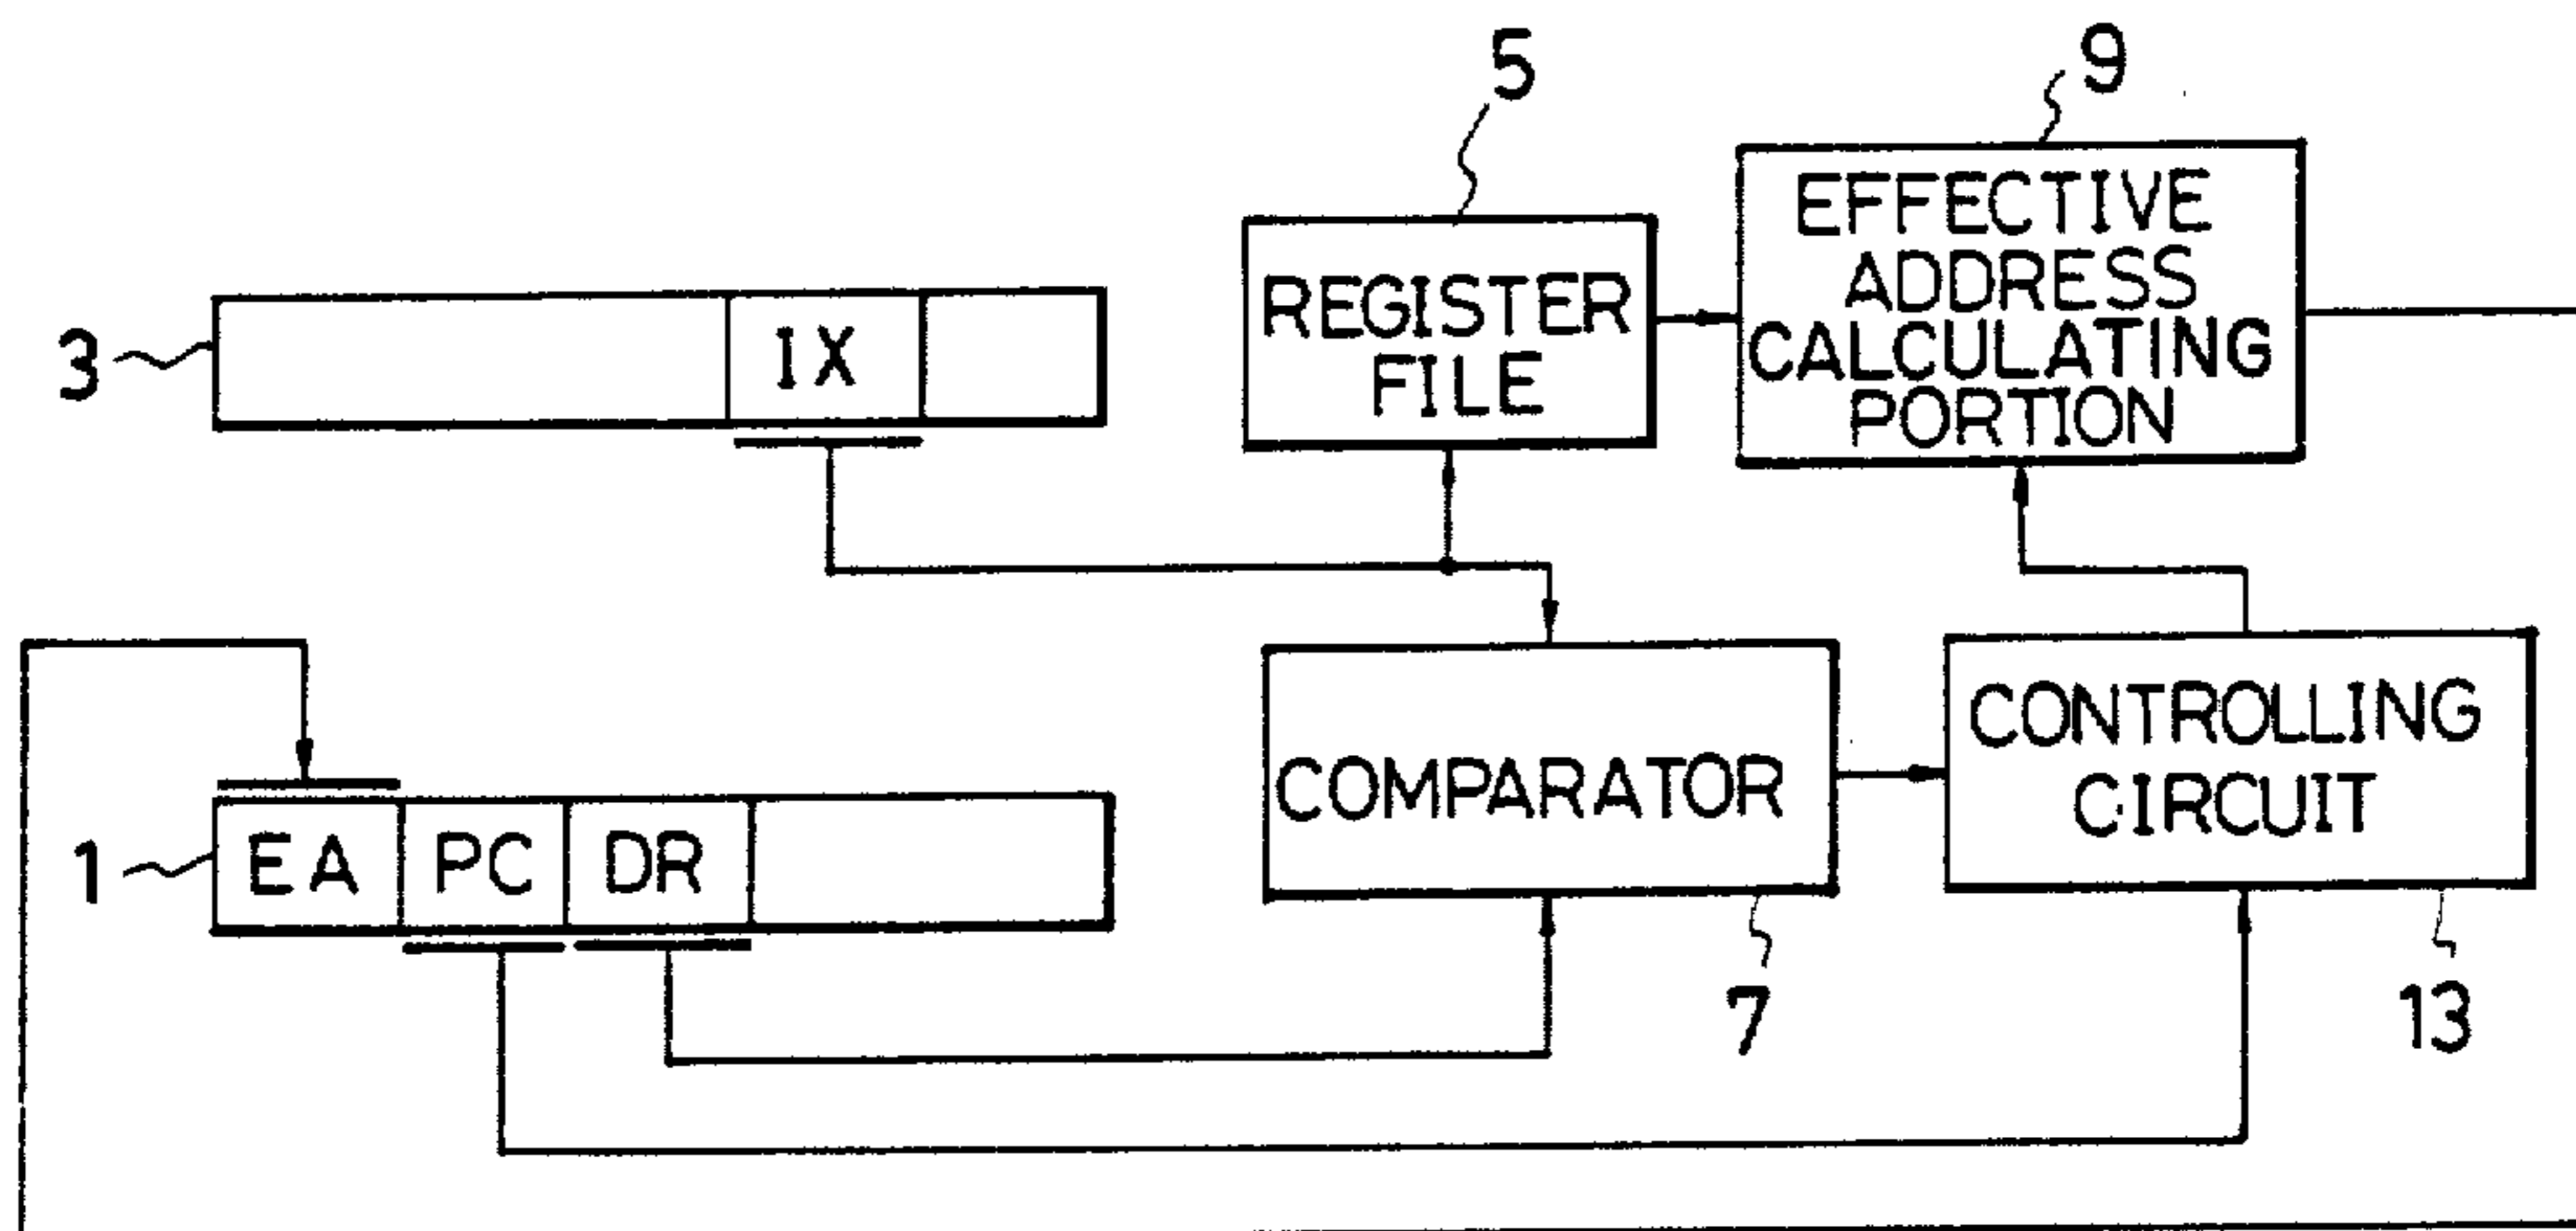 5
9
EFFECTIVE
ADDRESS
CALCULATING
PORTION
REGISTER
FILE
3
IX
COMPARATOR
CONTROLLING
CIRCUIT
1
EA PC DR
7
13